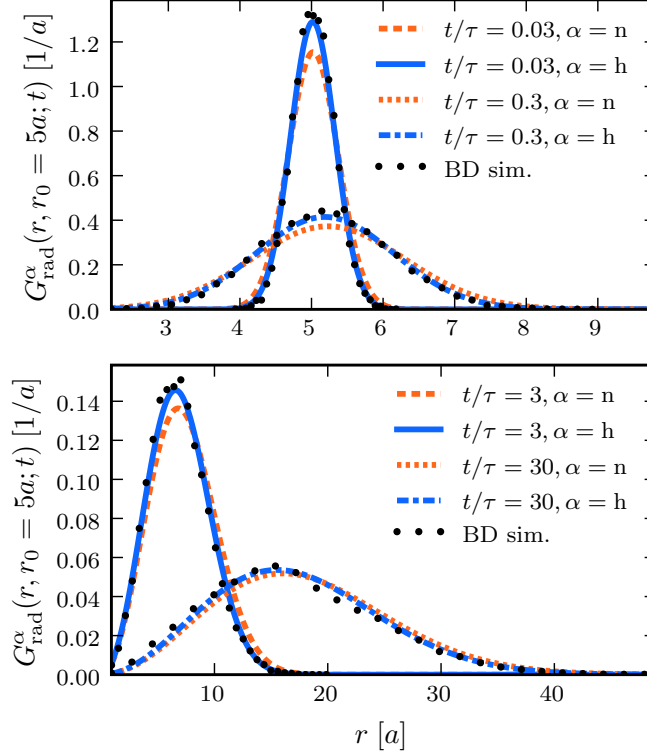 G^α_rad(r, r_0 = 5a; t) [1/a]
1.2
1.0
0.8
0.6
0.4
0.2
0.0
t/τ = 0.03, α = n
t/τ = 0.03, α = h
t/τ = 0.3, α = n
t/τ = 0.3, α = h
BD sim.
3 4 5 6 7 8 9
G^α_rad(r, r_0 = 5a; t) [1/a]
0.14
0.12
0.10
0.08
0.06
0.04
0.02
0.00
t/τ = 3, α = n
t/τ = 3, α = h
t/τ = 30, α = n
t/τ = 30, α = h
BD sim.
10 20 30 40
r [a]